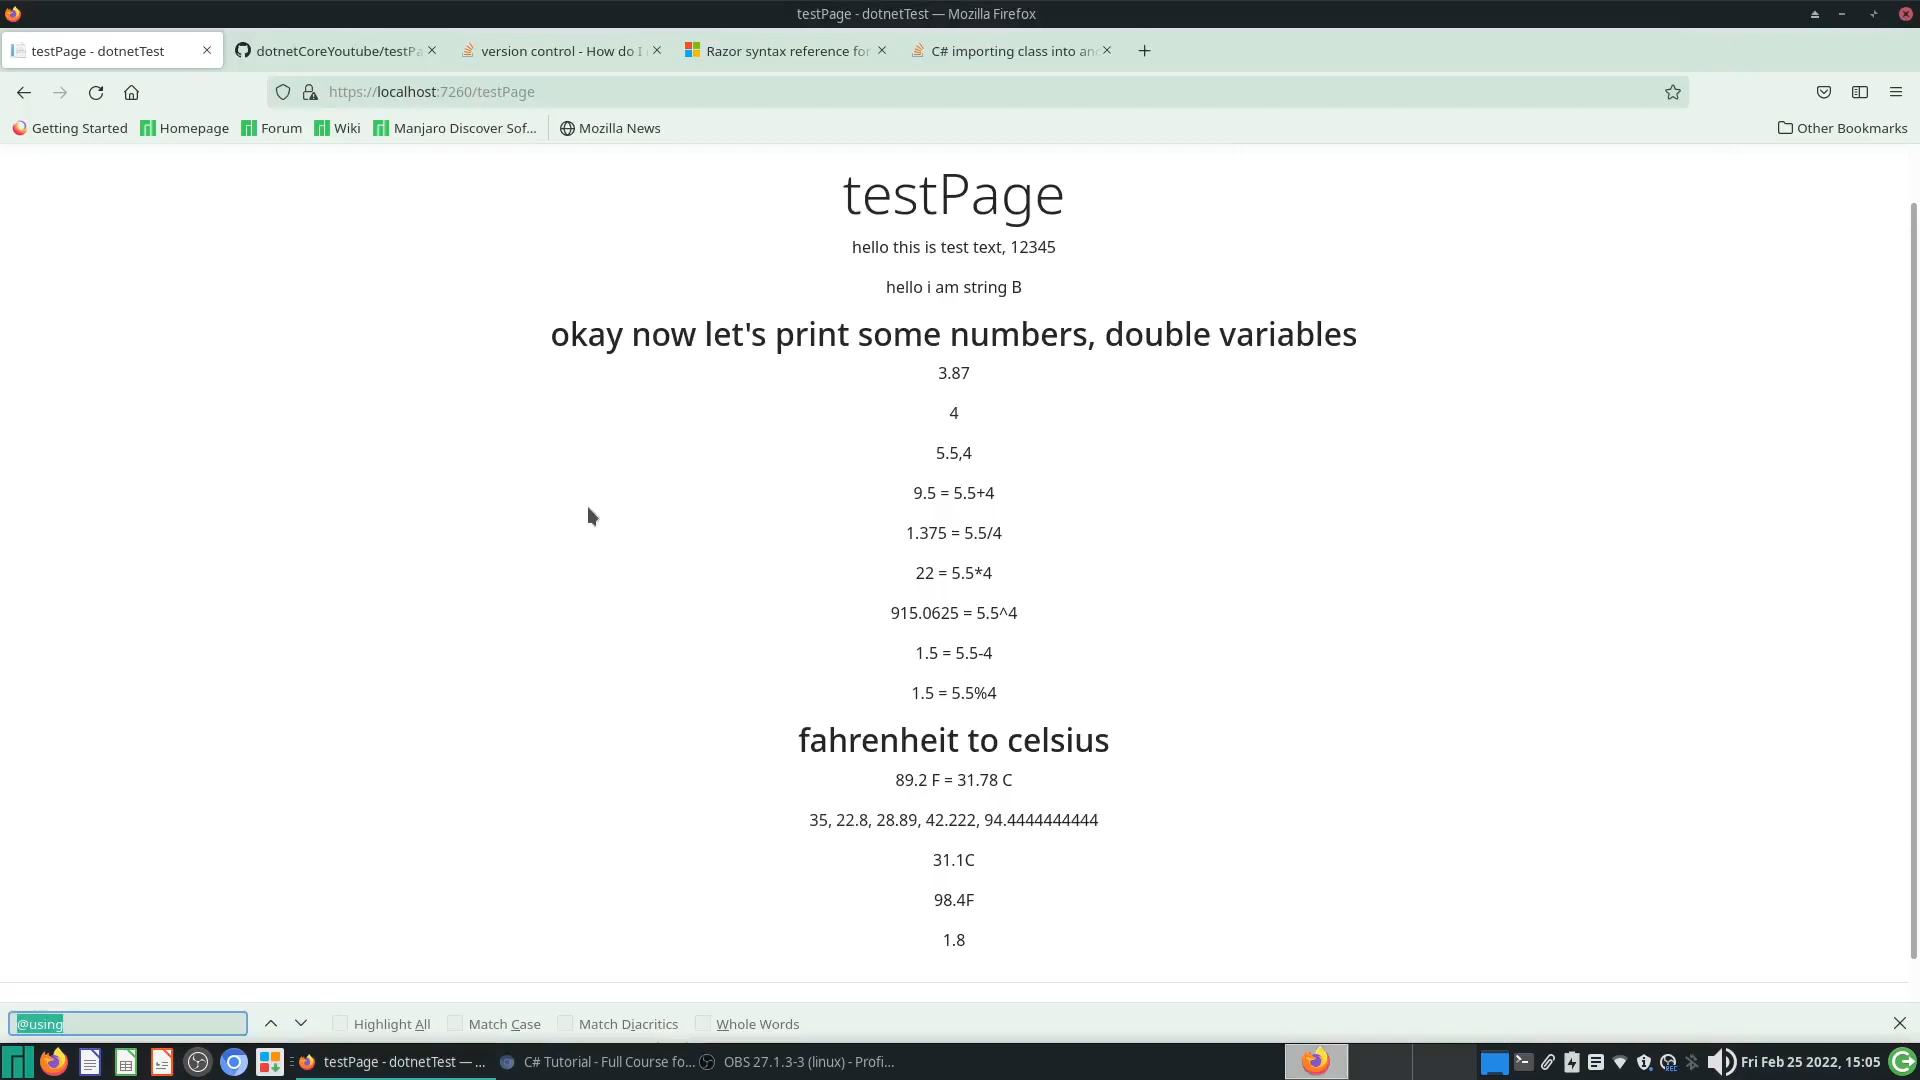 testPage - dotnetTest — Mozilla Firefox
testPage - dotnetTest
dotnetCoreYoutube/testPa
version control - How do I
Razor syntax reference for
C# importing class into an
https://localhost:7260/testPage
Getting Started
Homepage
Forum
Wiki
Manjaro Discover Sof...
Mozilla News
Other Bookmarks
testPage
hello this is test text, 12345
hello i am string B
okay now let's print some numbers, double variables
3.87
4
5.5,4
9.5 = 5.5+4
1.375 = 5.5/4
22 = 5.5*4
915.0625 = 5.5^4
1.5 = 5.5-4
1.5 = 5.5%4
fahrenheit to celsius
89.2 F = 31.78 C
35, 22.8, 28.89, 42.222, 94.4444444444
31.1C
98.4F
1.8
@using
Highlight All
Match Case
Match Diacritics
Whole Words
testPage - dotnetTest — ...
C# Tutorial - Full Course fo...
OBS 27.1.3-3 (linux) - Profi...
Fri Feb 25 2022, 15:05